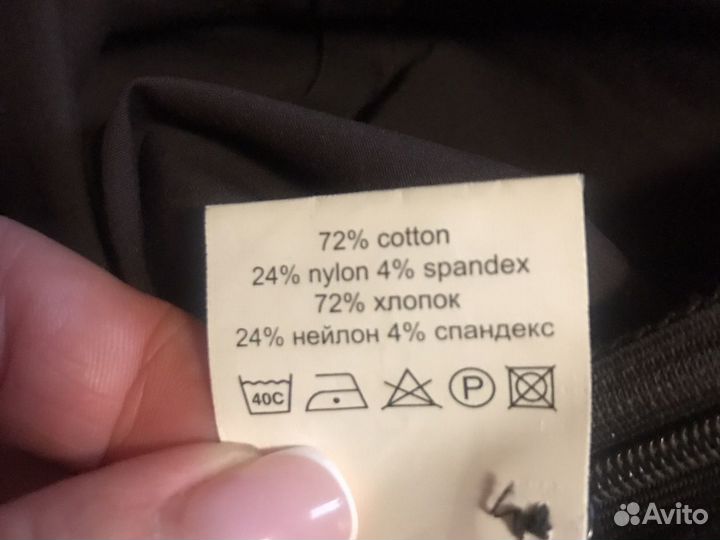 72% cotton
24% nylon 4% spandex
72% хлопок
24% нейлон 4% спандекс
40C P
Avito